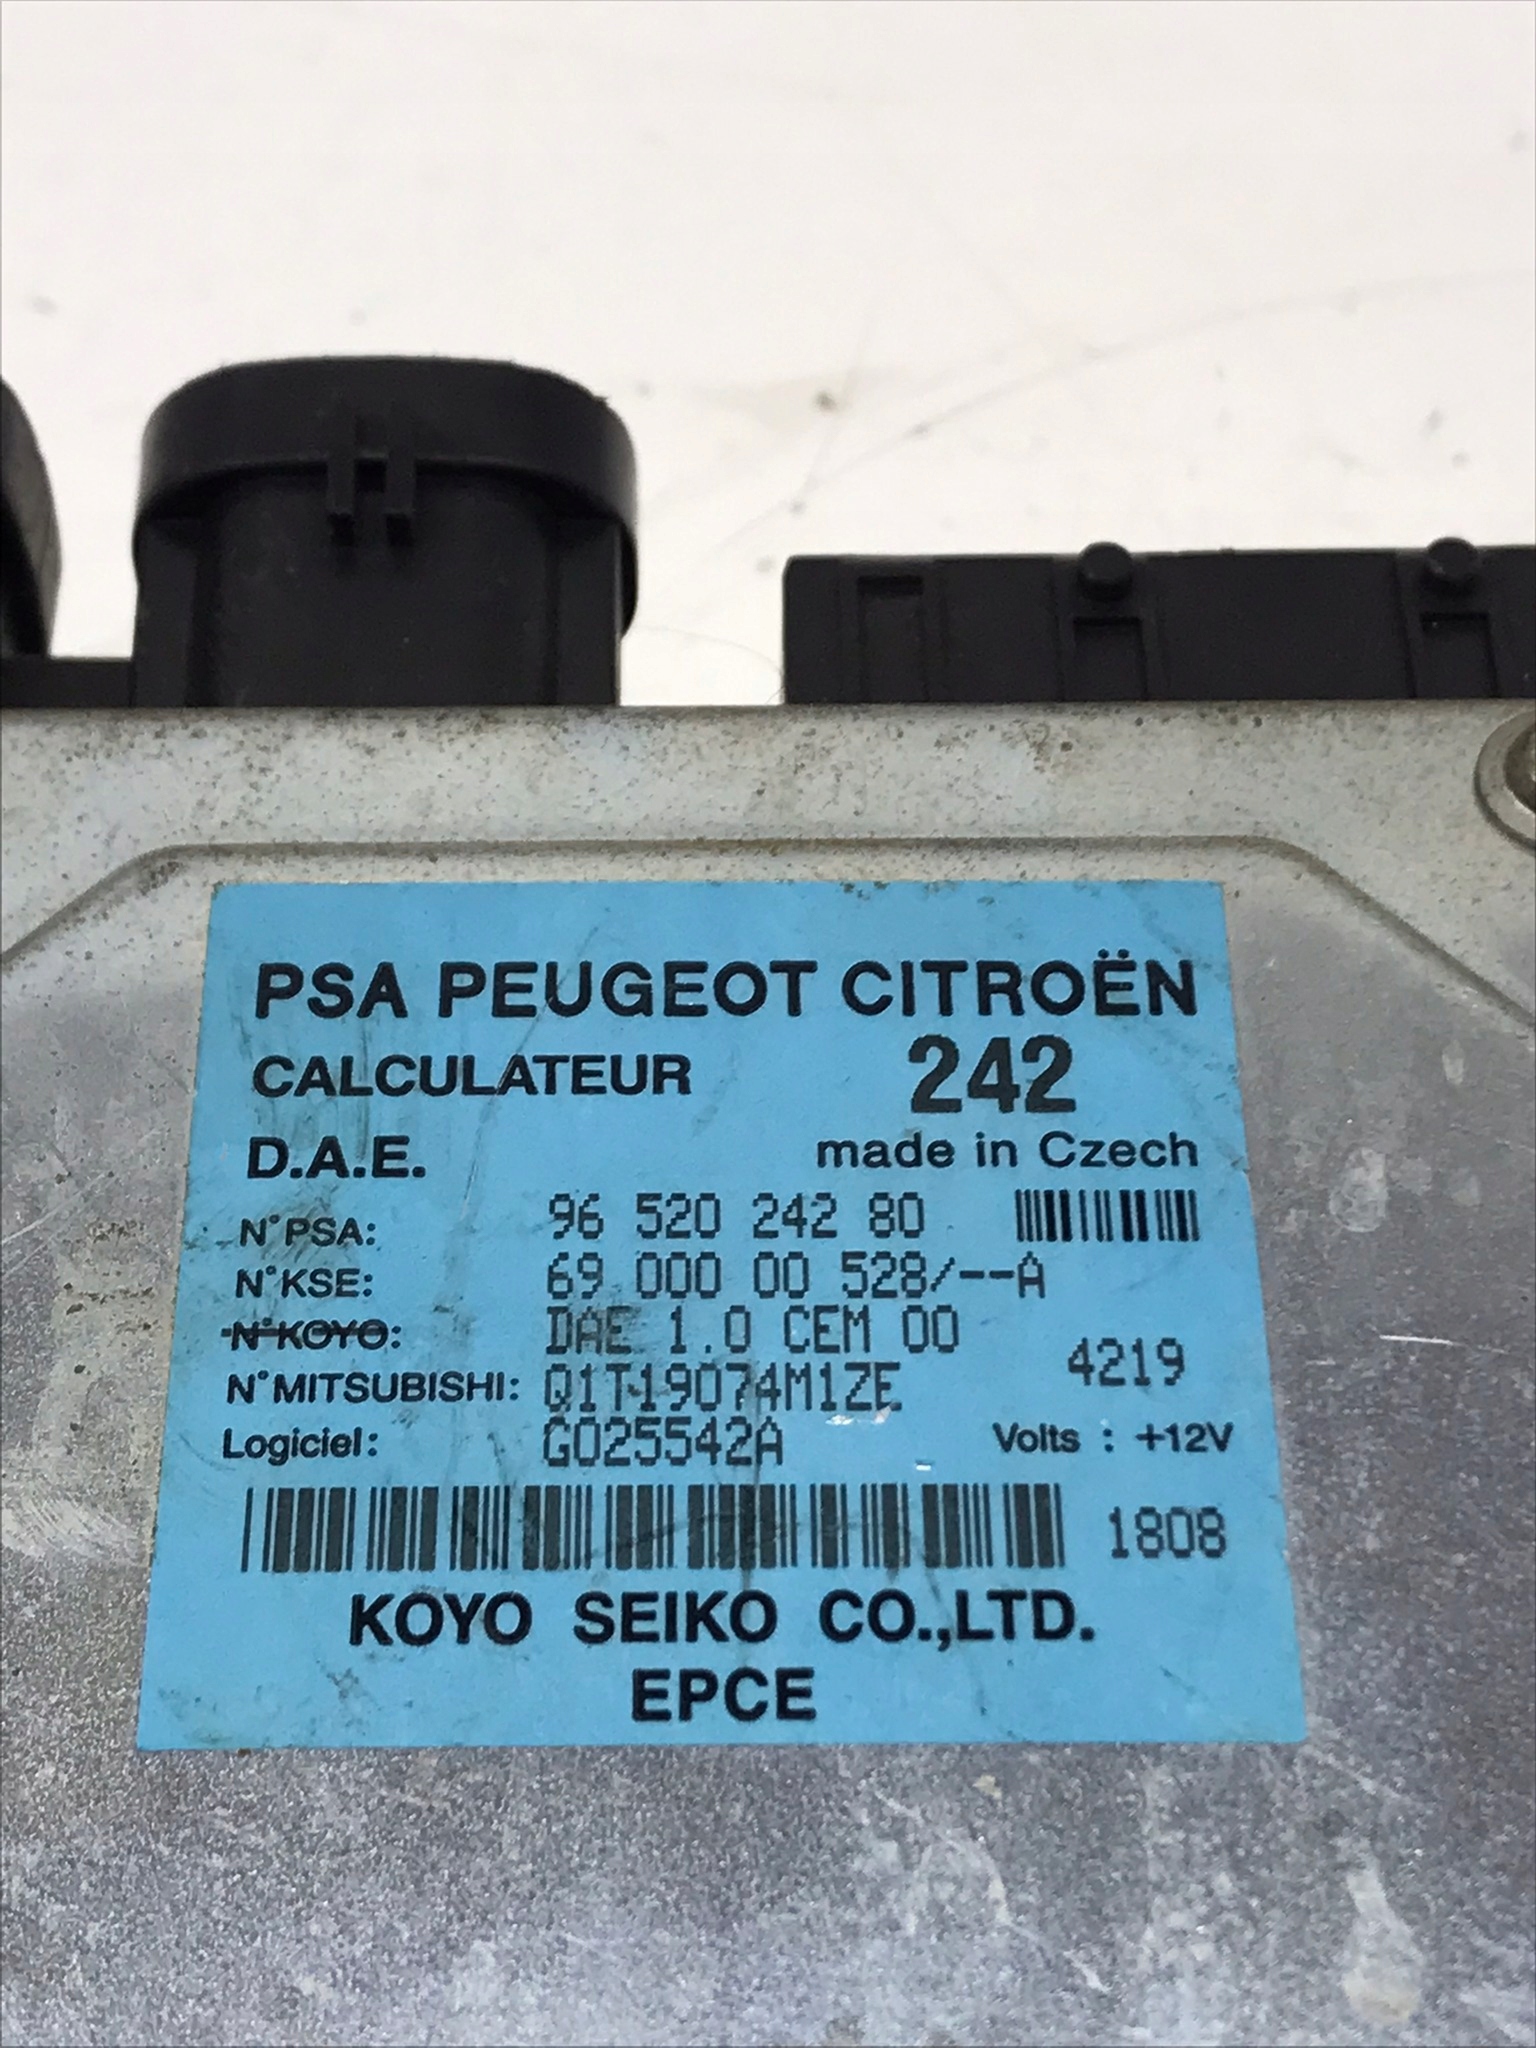 PSA PEUGEOT CITROËN
CALCULATEUR 242
D.A.E. made in Czech
N°PSA: 96 520 242 80
N°KSE: 69 000 00 528/--A
N°KOYO: DAE 1.0 CEM 00
4219
N°MITSUBISHI: Q1T19074M1ZE
Logiciel: G025542A Volts : +12V
1808
KOYO SEIKO CO.,LTD.
EPCE